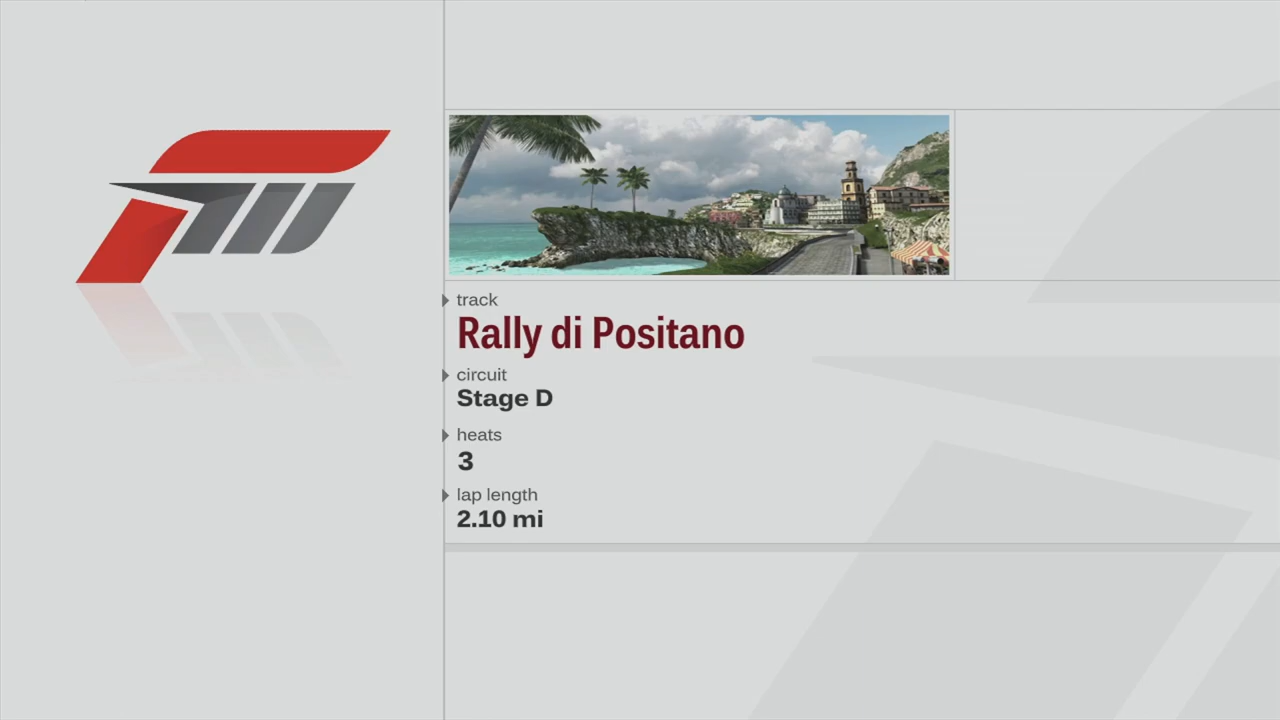 track
Rally di Positano
circuit
Stage D
heats
3
lap length
2.10 mi